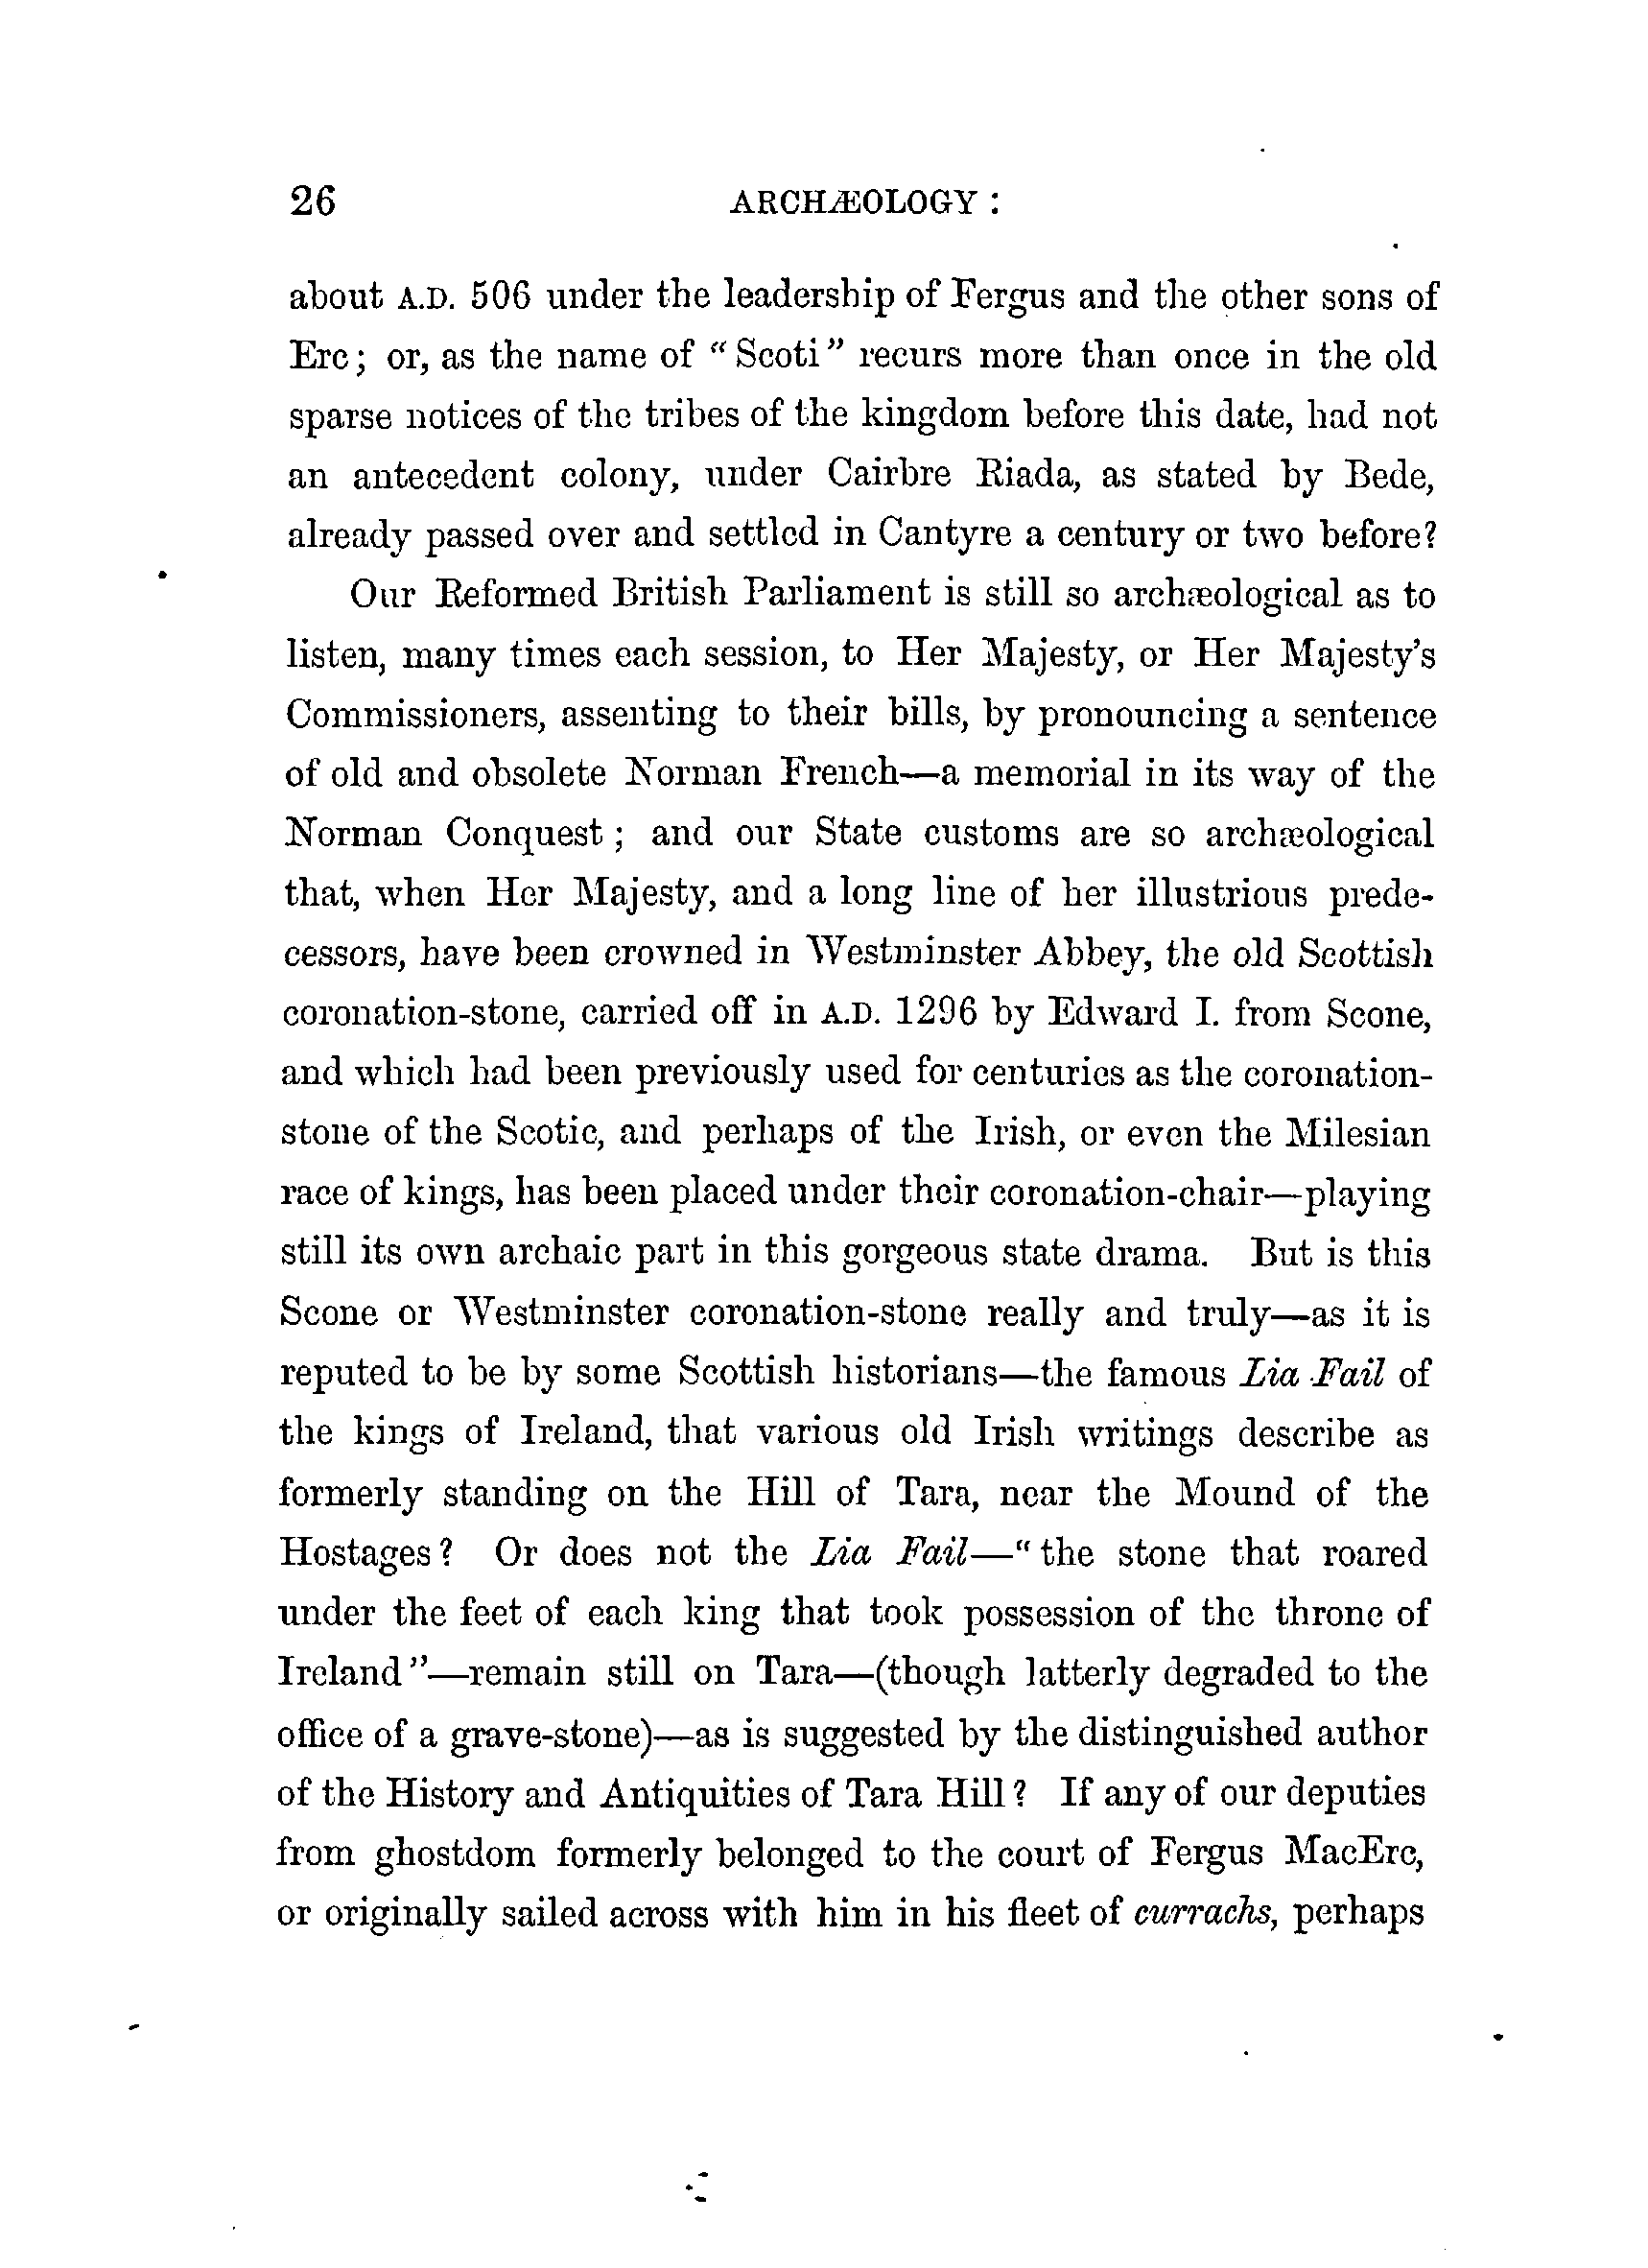 26 ARCHÆOLOGY :
about A.D. 506 under the leadership of Fergus and the other sons of
Erc; or, as the name of "Scoti" recurs more than once in the old
sparse notices of the tribes of the kingdom before this date, had not
an antecedent colony, under Cairbre Riada, as stated by Bede,
already passed over and settled in Cantyre a century or two before?
Our Reformed British Parliament is still so archæological as to
listen, many times each session, to Her Majesty, or Her Majesty's
Commissioners, assenting to their bills, by pronouncing a sentence
of old and obsolete Norman French—a memorial in its way of the
Norman Conquest; and our State customs are so archæological
that, when Her Majesty, and a long line of her illustrious prede-
cessors, have been crowned in Westminster Abbey, the old Scottish
coronation-stone, carried off in A.D. 1296 by Edward I. from Scone,
and which had been previously used for centuries as the coronation-
stone of the Scotic, and perhaps of the Irish, or even the Milesian
race of kings, has been placed under their coronation-chair—playing
still its own archaic part in this gorgeous state drama. But is this
Scone or Westminster coronation-stone really and truly—as it is
reputed to be by some Scottish historians—the famous Lia Fail of
the kings of Ireland, that various old Irish writings describe as
formerly standing on the Hill of Tara, near the Mound of the
Hostages? Or does not the Lia Fail—"the stone that roared
under the feet of each king that took possession of the throne of
Ireland"—remain still on Tara—(though latterly degraded to the
office of a grave-stone)—as is suggested by the distinguished author
of the History and Antiquities of Tara Hill? If any of our deputies
from ghostdom formerly belonged to the court of Fergus MacErc,
or originally sailed across with him in his fleet of currachs, perhaps